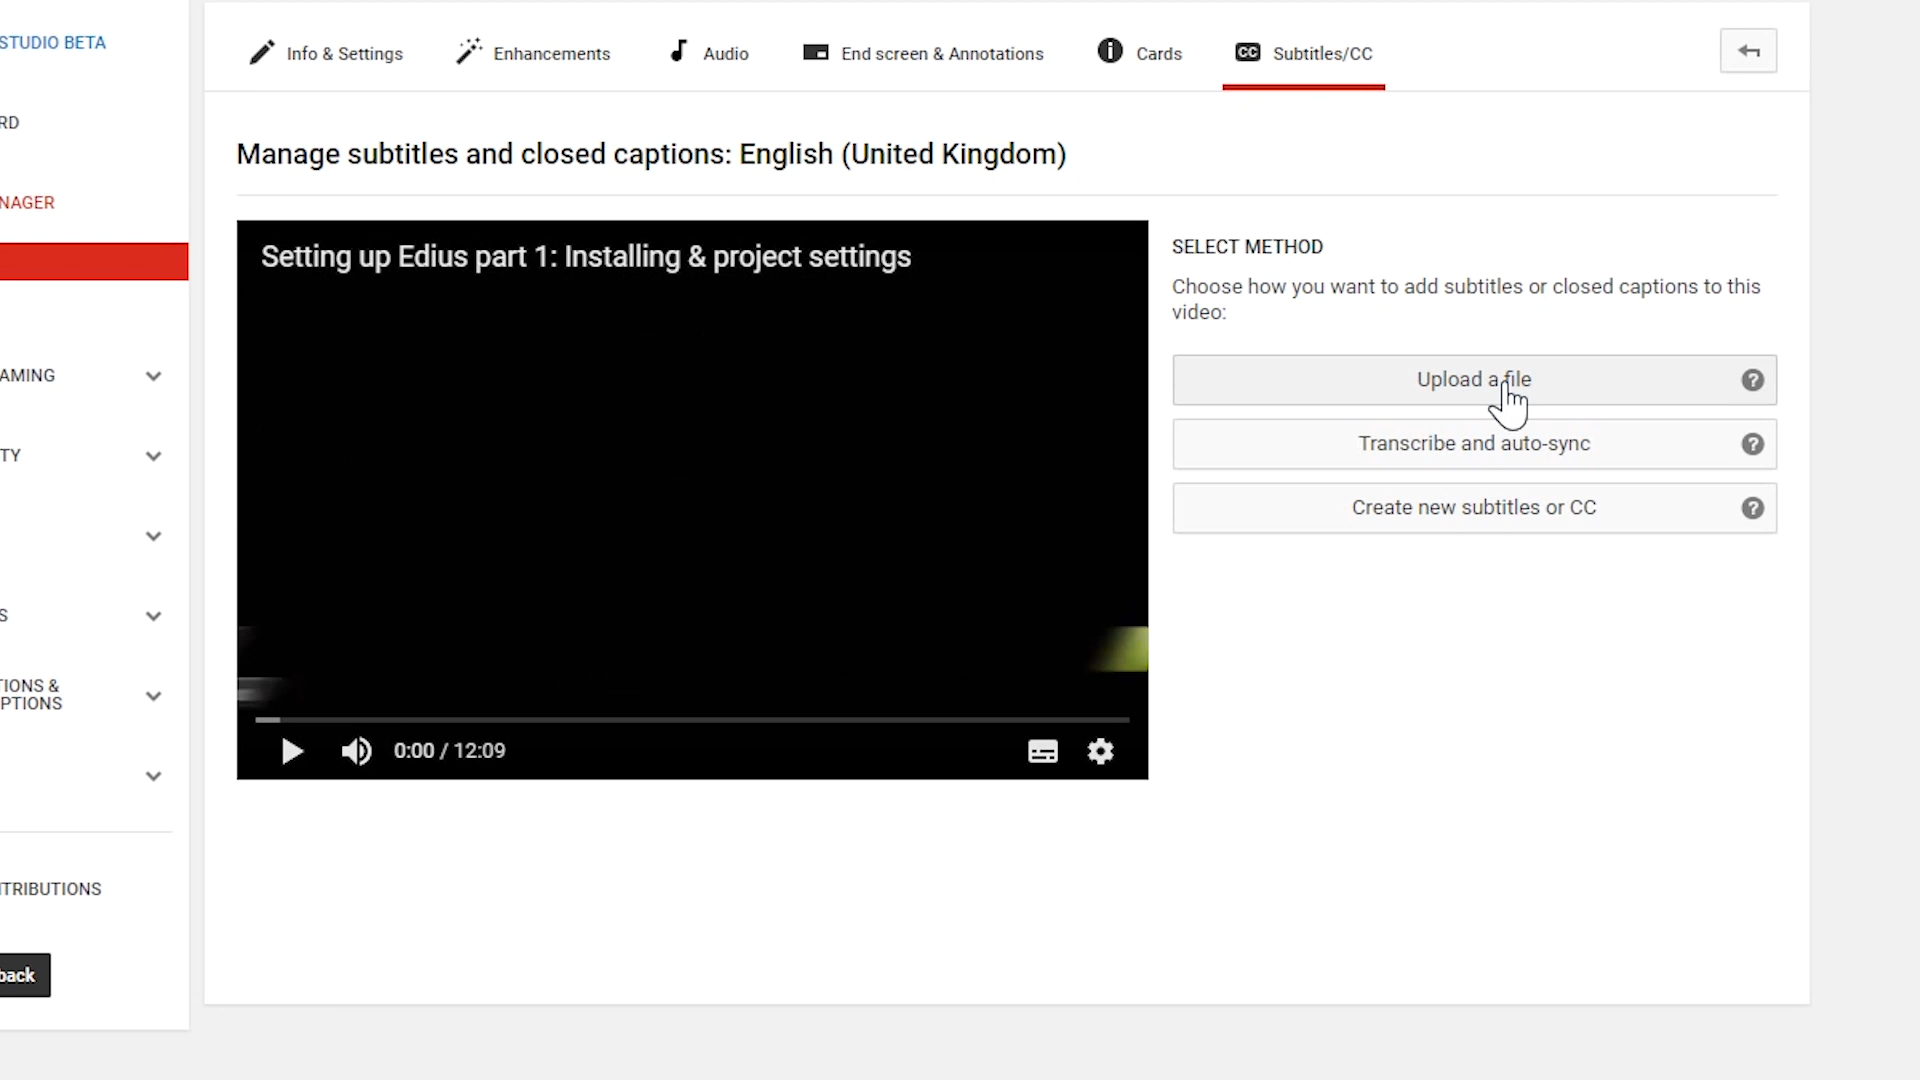 STUDIO BETA
RD
NAGER
AMING
TY
S
TIONS &
PTIONS
TRIBUTIONS
back
Info & Settings
Enhancements
Audio
End screen & Annotations
Cards
CC Subtitles/CC
Manage subtitles and closed captions: English (United Kingdom)
Setting up Edius part 1: Installing & project settings
0:00 / 12:09
SELECT METHOD
Choose how you want to add subtitles or closed captions to this
video:
Upload a file
Transcribe and auto-sync
Create new subtitles or CC